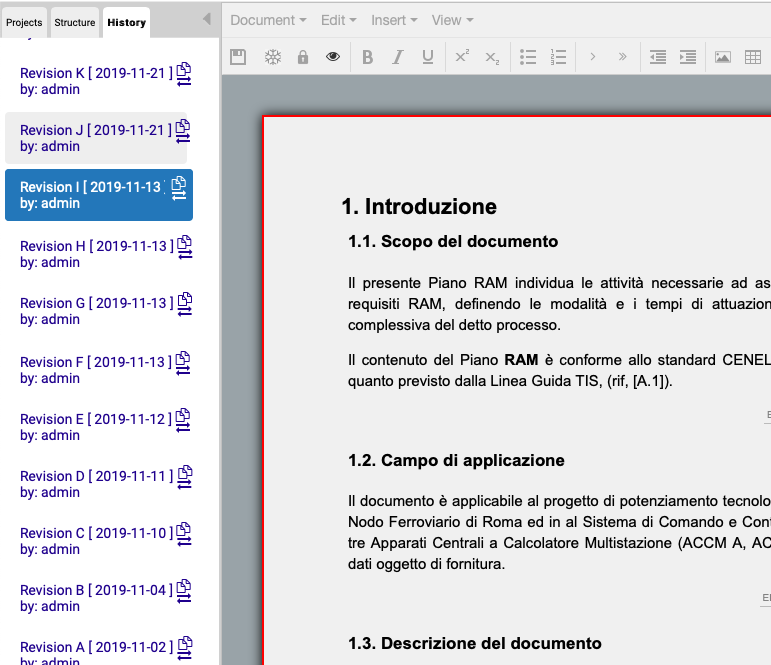 Projects
Structure
History
Revision K [ 2019-11-21 ]
by: admin
Revision J [ 2019-11-21 ]
by: admin
Revision I [ 2019-11-13
by: admin
Revision H [ 2019-11-13 ]
by: admin
Revision G [ 2019-11-13 ]
by: admin
Revision F [ 2019-11-13 ]
by: admin
Revision E [ 2019-11-12 ]
by: admin
Revision D [ 2019-11-11 ]
by: admin
Revision C [ 2019-11-10 ]
by: admin
Revision B [ 2019-11-04 ]
by: admin
Revision A [ 2019-11-02 ]
by: admin
Document Edit Insert View
B I U x² x₂
1. Introduzione
1.1. Scopo del documento
Il presente Piano RAM individua le attività necessarie ad as
requisiti RAM, definendo le modalità e i tempi di attuazion
complessiva del detto processo.
Il contenuto del Piano RAM è conforme allo standard CENEL
quanto previsto dalla Linea Guida TIS, (rif, [A.1]).
1.2. Campo di applicazione
Il documento è applicabile al progetto di potenziamento tecnolo
Nodo Ferroviario di Roma ed in al Sistema di Comando e Con
tre Apparati Centrali a Calcolatore Multistazione (ACCM A, AC
dati oggetto di fornitura.
El
1.3. Descrizione del documento